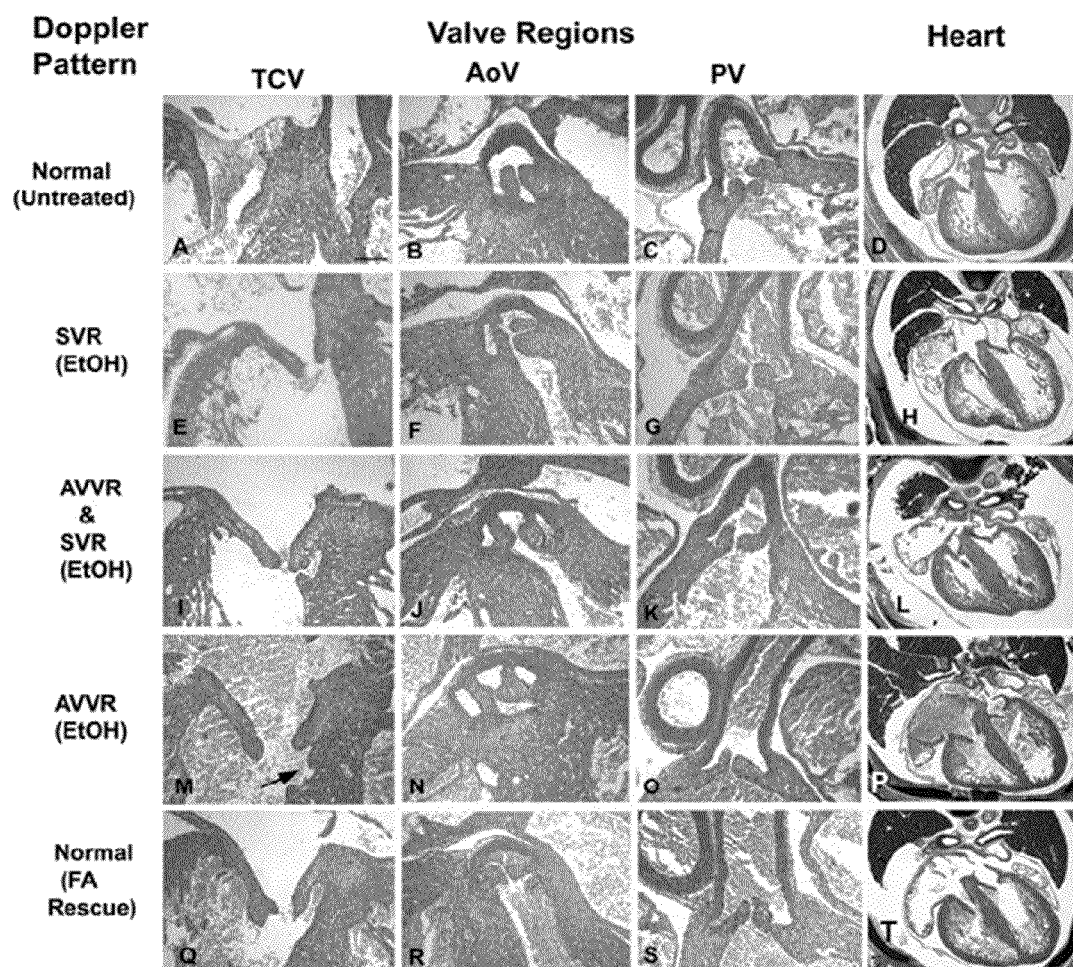 Doppler
Pattern
Valve Regions
Heart
TCV
AoV
PV
Normal
(Untreated)
A
B
C
D
SVR
(EtOH)
E
F
G
H
AVVR
&
SVR
(EtOH)
I
J
K
L
AVVR
(EtOH)
M
N
O
P
Normal
(FA
Rescue)
Q
R
S
T